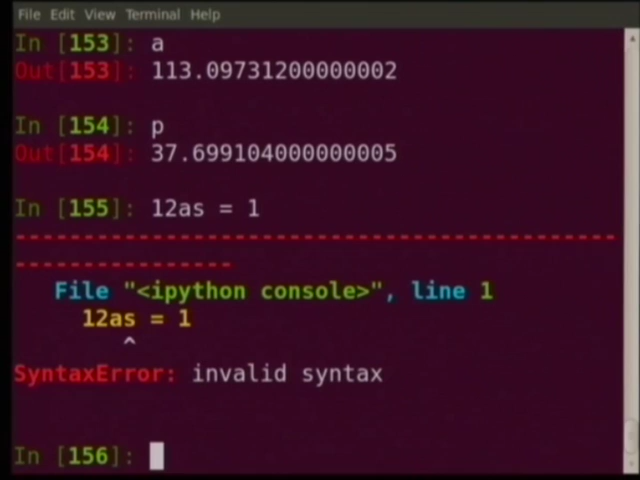 File Edit View Terminal Help
In [153]: a
Out[153]: 113.09731200000002
In [154]: p
Out[154]: 37.699104000000005
In [155]: 12as = 1
------------------------------------------------------------
File "<ipython console>", line 1
12as = 1
^
SyntaxError: invalid syntax
In [156]: